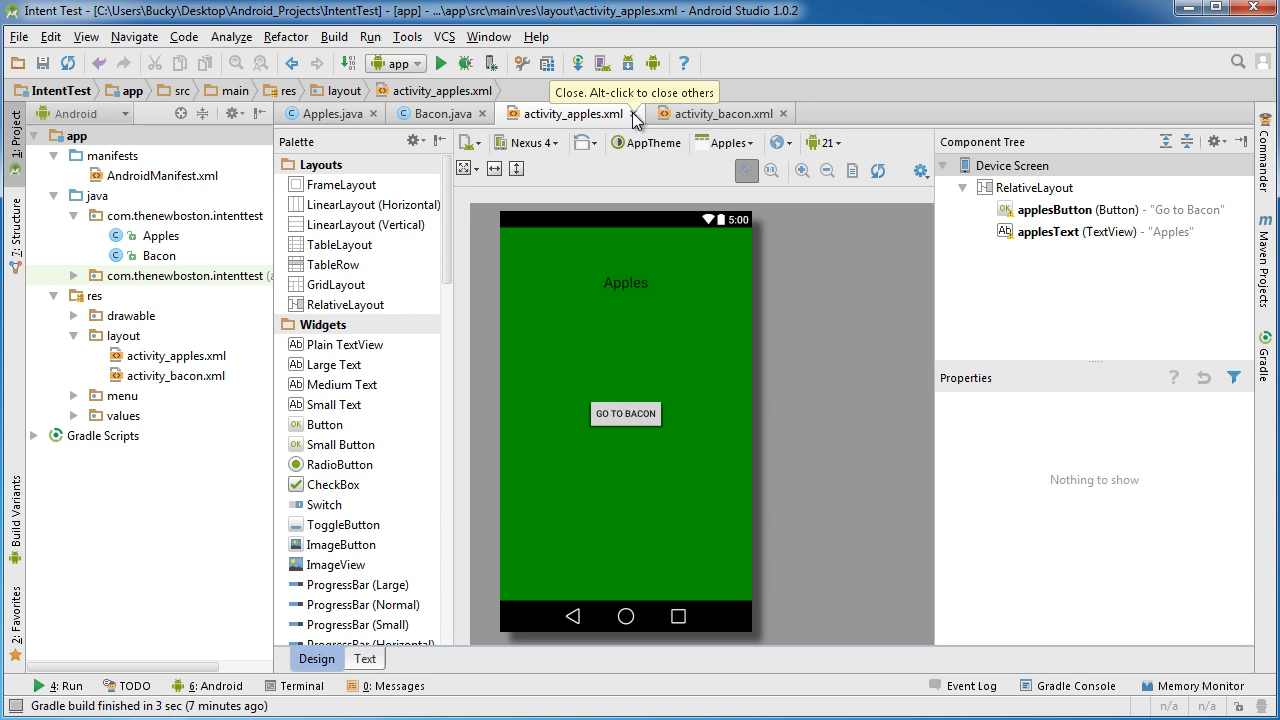 Intent Test - [C:\Users\Bucky\Desktop\Android_Projects\IntentTest] - [app] - ...\app\src\main\res\layout\activity_apples.xml - Android Studio 1.0.2
File Edit View Navigate Code Analyze Refactor Build Run Tools VCS Window Help
app
Close. Alt-click to close others
IntentTest app src main res layout activity_apples.xml
Android
Apples.java Bacon.java activity_apples.xml activity_bacon.xml
1: Project
7: Structure
Build Variants
2: Favorites
app
manifests
AndroidManifest.xml
java
com.thenewboston.intenttest
Apples
Bacon
com.thenewboston.intenttest (a
res
drawable
layout
activity_apples.xml
activity_bacon.xml
menu
values
Gradle Scripts
Palette
Layouts
FrameLayout
LinearLayout (Horizontal)
LinearLayout (Vertical)
TableLayout
TableRow
GridLayout
RelativeLayout
Widgets
Plain TextView
Large Text
Medium Text
Small Text
Button
Small Button
RadioButton
CheckBox
Switch
ToggleButton
ImageButton
ImageView
ProgressBar (Large)
ProgressBar (Normal)
ProgressBar (Small)
ProgressBar (Horizontal)
Nexus 4 AppTheme Apples 21
5:00
Apples
GO TO BACON
Design Text
Component Tree
Device Screen
RelativeLayout
OK applesButton (Button) - "Go to Bacon"
Ab applesText (TextView) - "Apples"
Properties
Nothing to show
Commander
Maven Projects
Gradle
4: Run TODO 6: Android Terminal 0: Messages Event Log Gradle Console Memory Monitor
Gradle build finished in 3 sec (7 minutes ago) n/a n/a